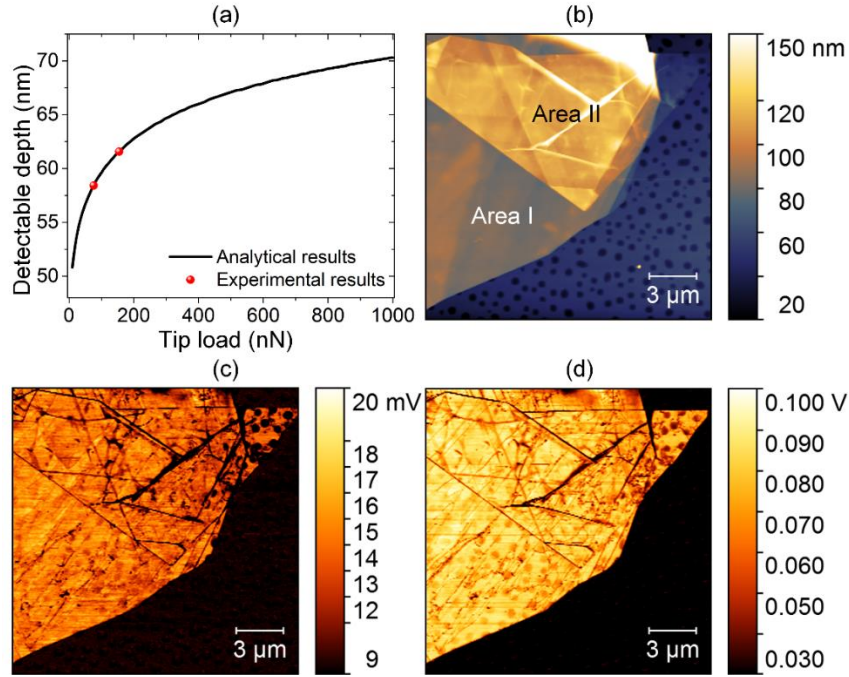 (a)
70
65
60
55
50
Detectable depth (nm)
Analytical results
Experimental results
0 200 400 600 800 1000
Tip load (nN)
(b)
Area II
Area I
3 μm
150 nm
120
100
80
60
40
20
(c)
3 μm
20 mV
18
17
16
14
13
12
9
(d)
3 μm
0.100 V
0.090
0.080
0.070
0.060
0.050
0.030